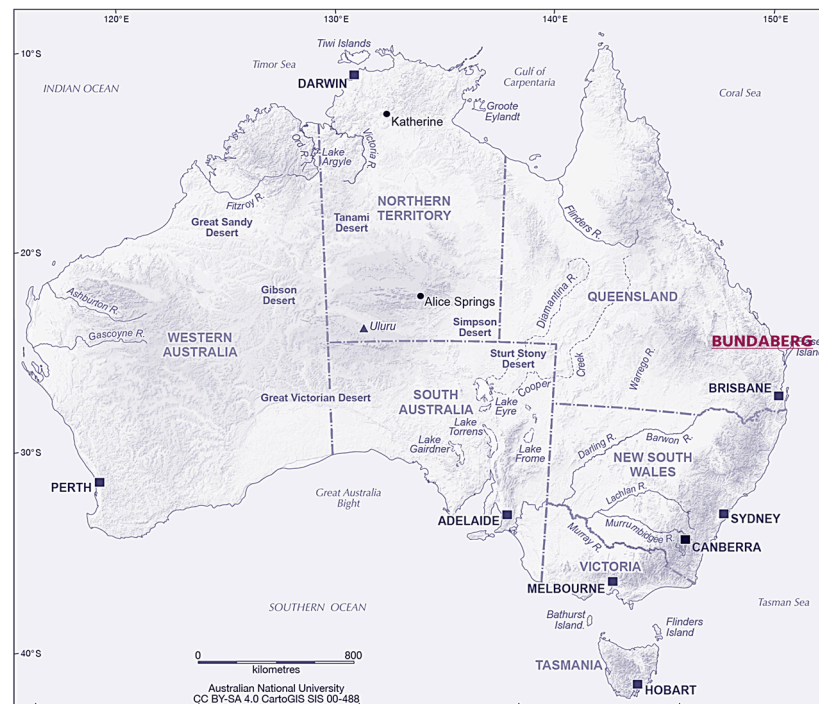 120°E
130°E
140°E
150°E
10°S
Tiwi Islands
Timor Sea
Gulf of
Carpentaria
INDIAN OCEAN
DARWIN
Coral Sea
Groote
Eylandt
Katherine
Ord R.
Lake
Argyle
Victoria R.
Fitzroy R.
NORTHERN
TERRITORY
Great Sandy
Desert
Tanami
Desert
Flinders R.
20°S
Ashburton R.
Gibson
Desert
Alice Springs
Diamantina R.
QUEENSLAND
Gascoyne R.
Uluru
Simpson
Desert
WESTERN
AUSTRALIA
BUNDABERG
Sturt Stony
Desert
Creek
Warrego R.
Cooper
BRISBANE
Great Victorian Desert
SOUTH
AUSTRALIA
Lake
Eyre
Lake
Torrens
Lake
Gairdner
Lake
Frome
Darling R.
Barwon R.
30°S
NEW SOUTH
WALES
PERTH
Great Australia
Bight
Lachlan R.
ADELAIDE
SYDNEY
Murray R.
Murrumbidgee R.
CANBERRA
VICTORIA
MELBOURNE
SOUTHERN OCEAN
Tasman Sea
Bathurst
Island.
Flinders
Island
40°S
0
800
kilometres
TASMANIA
HOBART
Australian National University
CC BY-SA 4.0 CartoGIS SIS 00-488